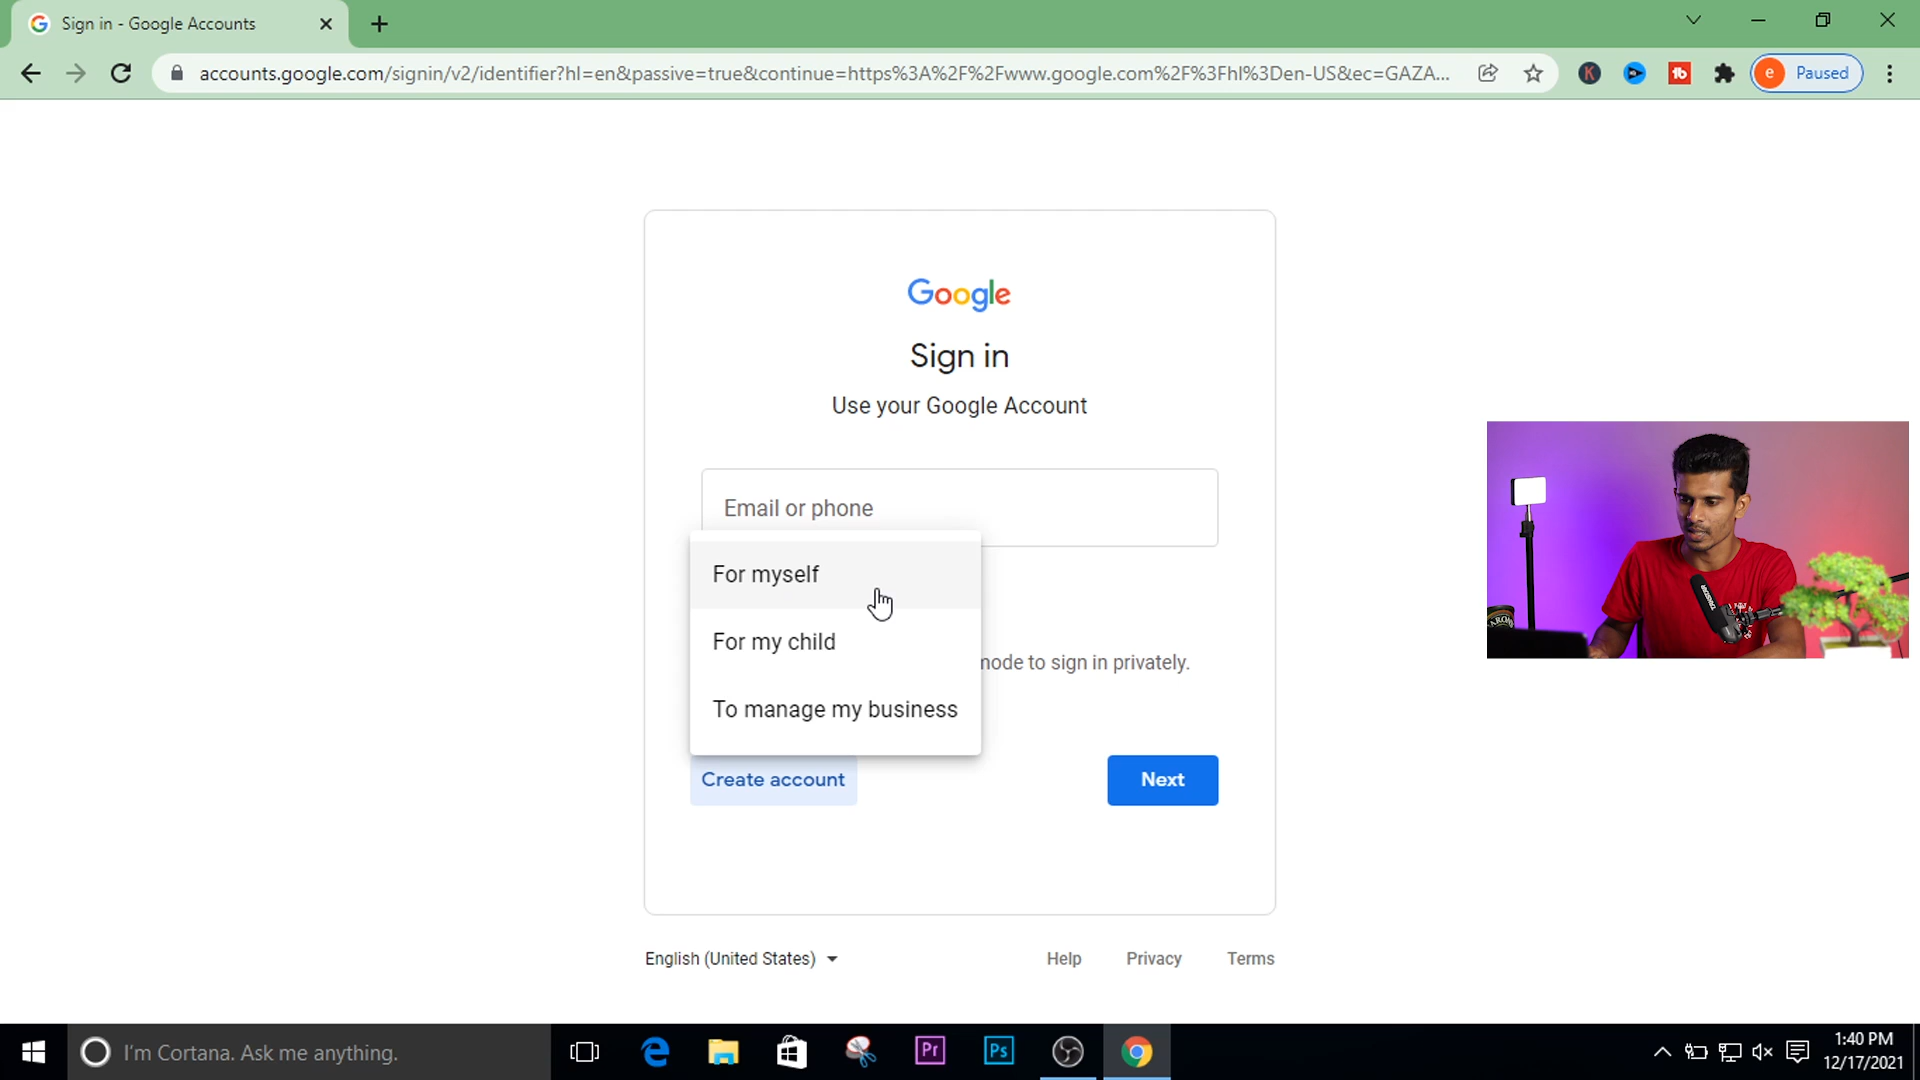 Sign in - Google Accounts
accounts.google.com/signin/v2/identifier?hl=en&passive=true&continue=https%3A%2F%2Fwww.google.com%2F%3Fhl%3Den-US&ec=GAZA...
K
e Paused
Google
Sign in
Use your Google Account
Email or phone
For myself
For my child
mode to sign in privately.
To manage my business
Create account
Next
English (United States)
Help
Privacy
Terms
I'm Cortana. Ask me anything.
Pr
Ps
1:40 PM
12/17/2021